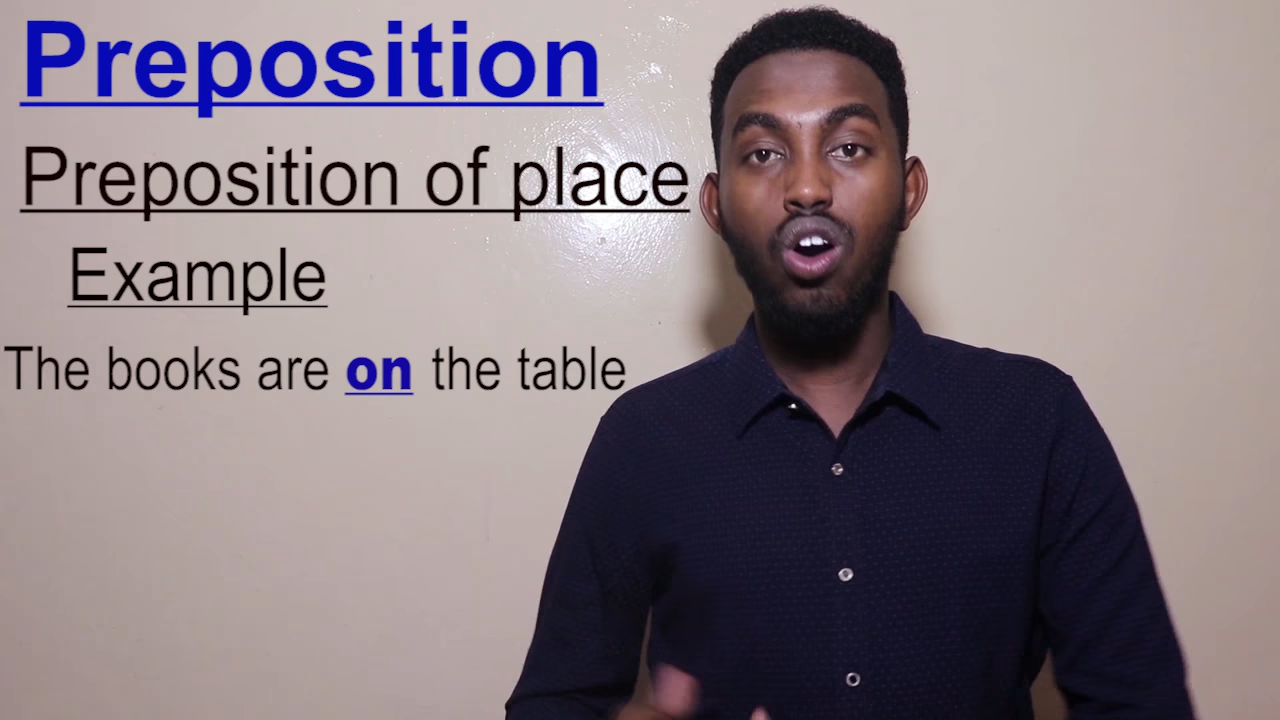 Preposition
Preposition of place
Example
The books are on the table